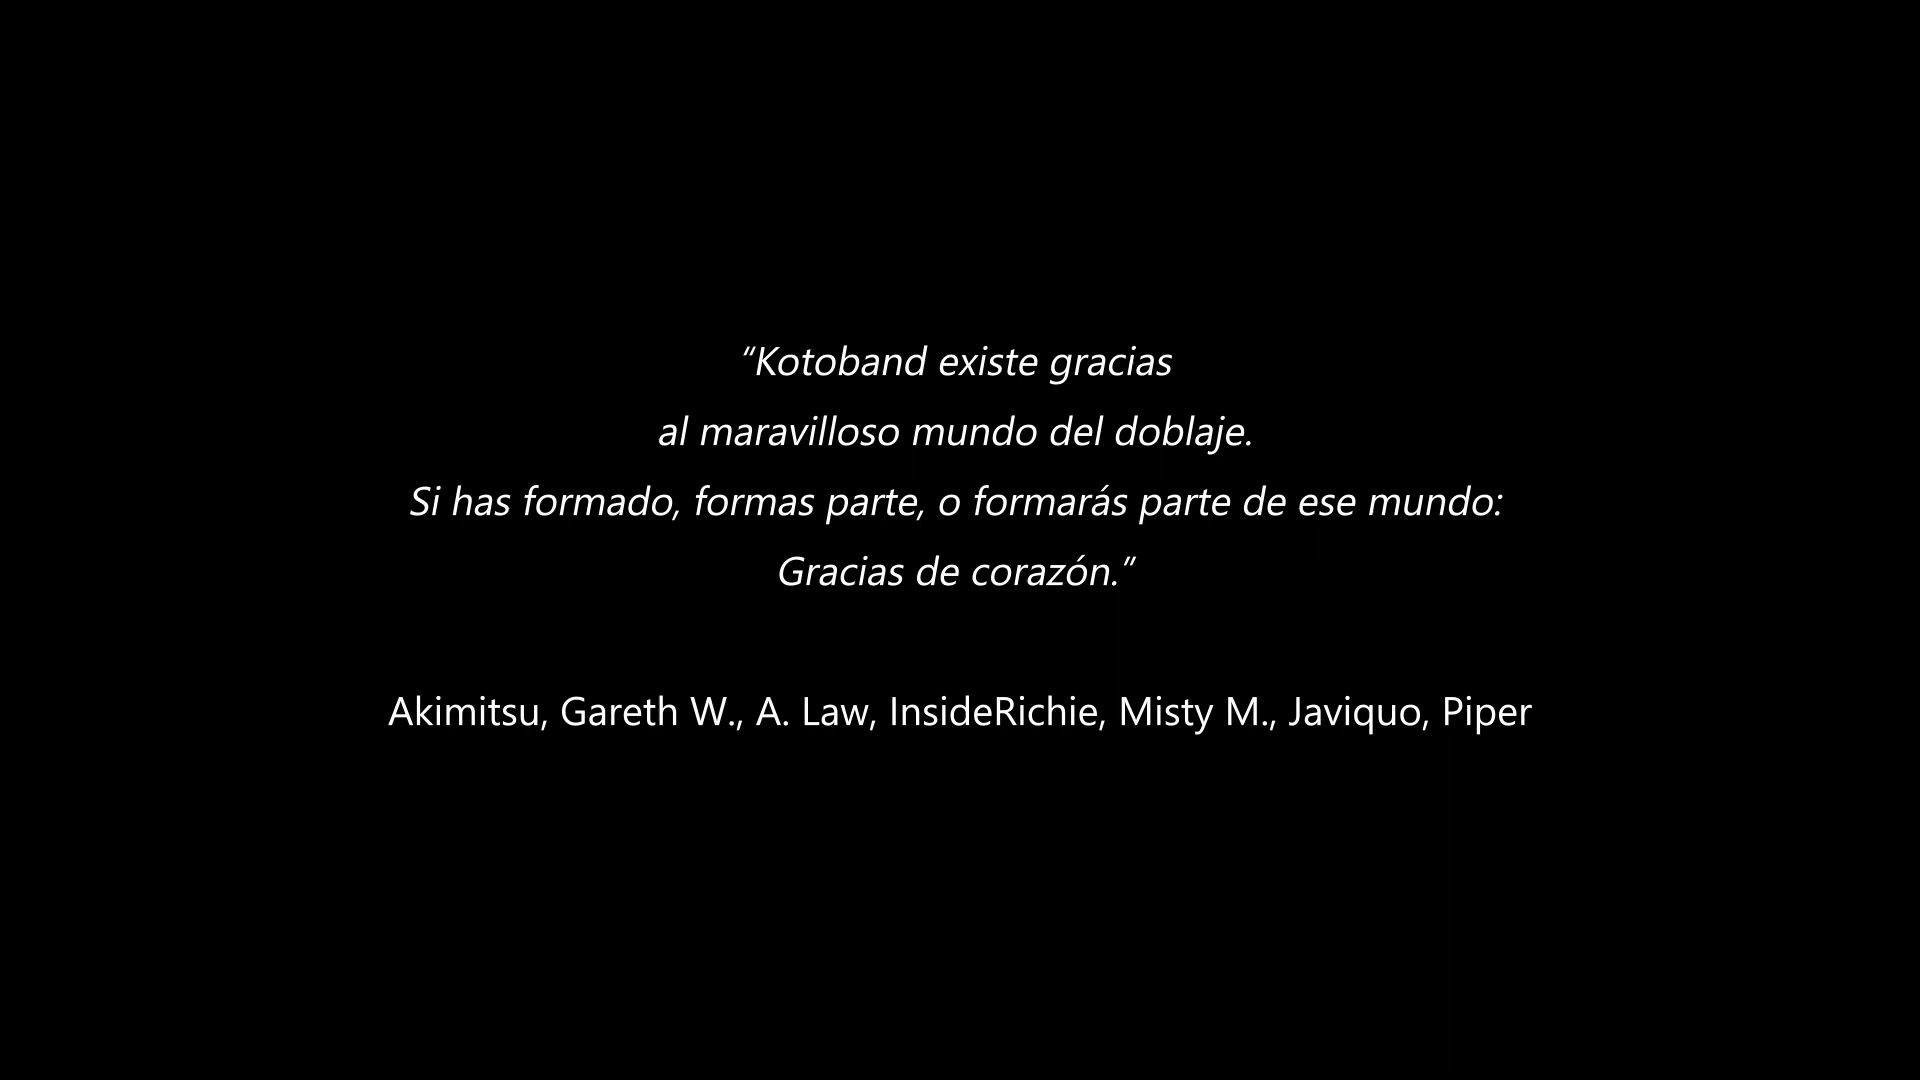 “Kotoband existe gracias
al maravilloso mundo del doblaje.
Si has formado, formas parte, o formarás parte de ese mundo:
Gracias de corazón.”
Akimitsu, Gareth W., A. Law, InsideRichie, Misty M., Javiquo, Piper